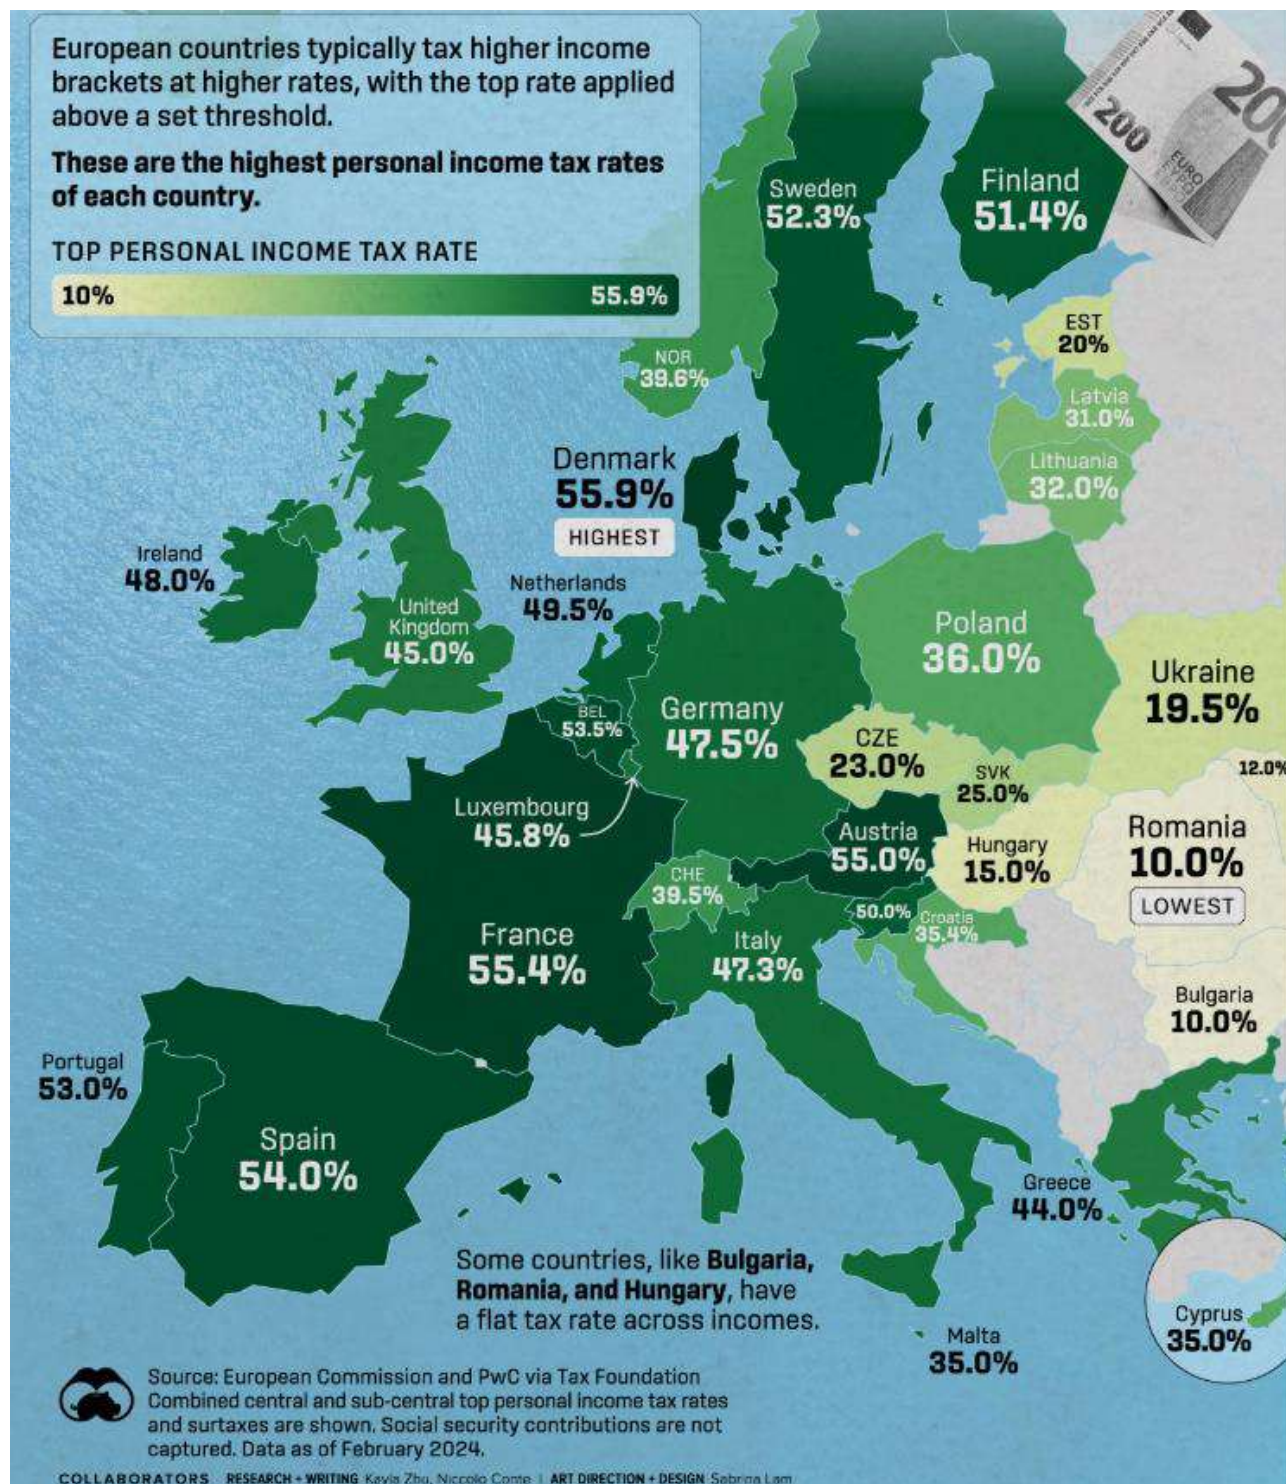 European countries typically tax higher income
brackets at higher rates, with the top rate applied
above a set threshold.
These are the highest personal income tax rates
of each country.
TOP PERSONAL INCOME TAX RATE
10%
55.9%
200
200
EURO
Sweden
52.3%
Finland
51.4%
EST
20%
NOR
39.6%
Latvia
31.0%
Lithuania
32.0%
Denmark
55.9%
HIGHEST
Ireland
48.0%
Netherlands
49.5%
United
Kingdom
45.0%
Poland
36.0%
Ukraine
19.5%
BEL
53.5%
Germany
47.5%
CZE
23.0%
SVK
25.0%
12.0%
Luxembourg
45.8%
Austria
55.0%
Hungary
15.0%
Romania
10.0%
LOWEST
CHE
39.5%
50.0%
Croatia
35.4%
France
55.4%
Italy
47.3%
Bulgaria
10.0%
Portugal
53.0%
Spain
54.0%
Greece
44.0%
Some countries, like Bulgaria,
Romania, and Hungary, have
a flat tax rate across incomes.
Cyprus
35.0%
Malta
35.0%
Source: European Commission and PwC via Tax Foundation
Combined central and sub-central top personal income tax rates
and surtaxes are shown. Social security contributions are not
captured. Data as of February 2024.
COLLABORATORS RESEARCH + WRITING Kayla Zhu, Niccolo Conte | ART DIRECTION + DESIGN Sabrina Lam